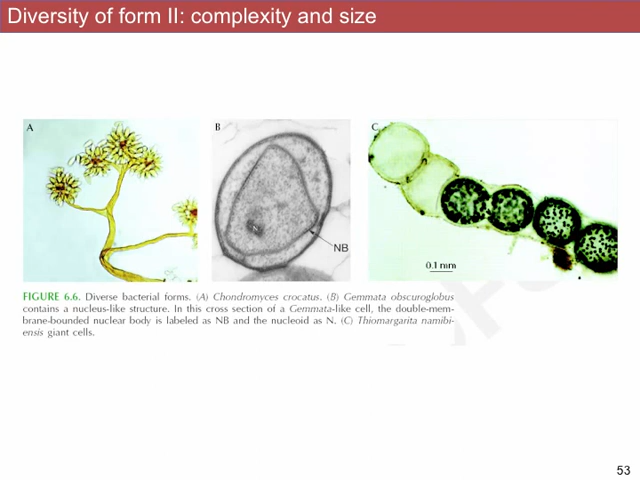 Diversity of form II: complexity and size
A
B
C
N
NB
0.1 mm
FIGURE 6.6. Diverse bacterial forms. (A) Chondromyces crocatus. (B) Gemmata obscuroglobus
contains a nucleus-like structure. In this cross section of a Gemmata-like cell, the double-mem-
brane-bounded nuclear body is labeled as NB and the nucleoid as N. (C) Thiomargarita namibi-
ensis giant cells.
53